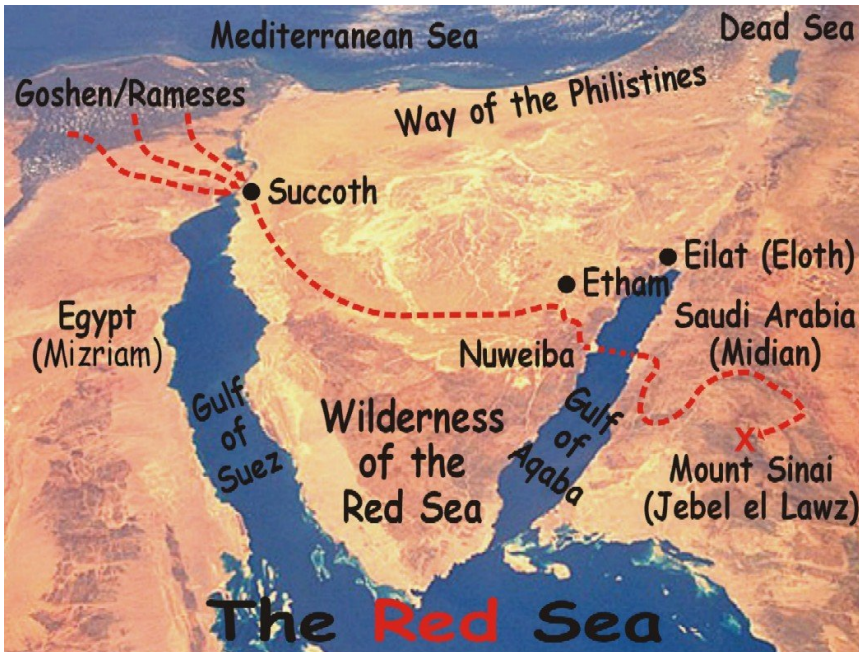 Mediterranean Sea
Dead Sea
Goshen/Rameses
Way of the Philistines
Succoth
Eilat (Eloth)
Etham
Egypt
(Mizriam)
Saudi Arabia
(Midian)
Nuweiba
Gulf
of
Suez
Wilderness
of the
Red Sea
Gulf
of
Aqaba
X
Mount Sinai
(Jebel el Lawz)
The Red Sea